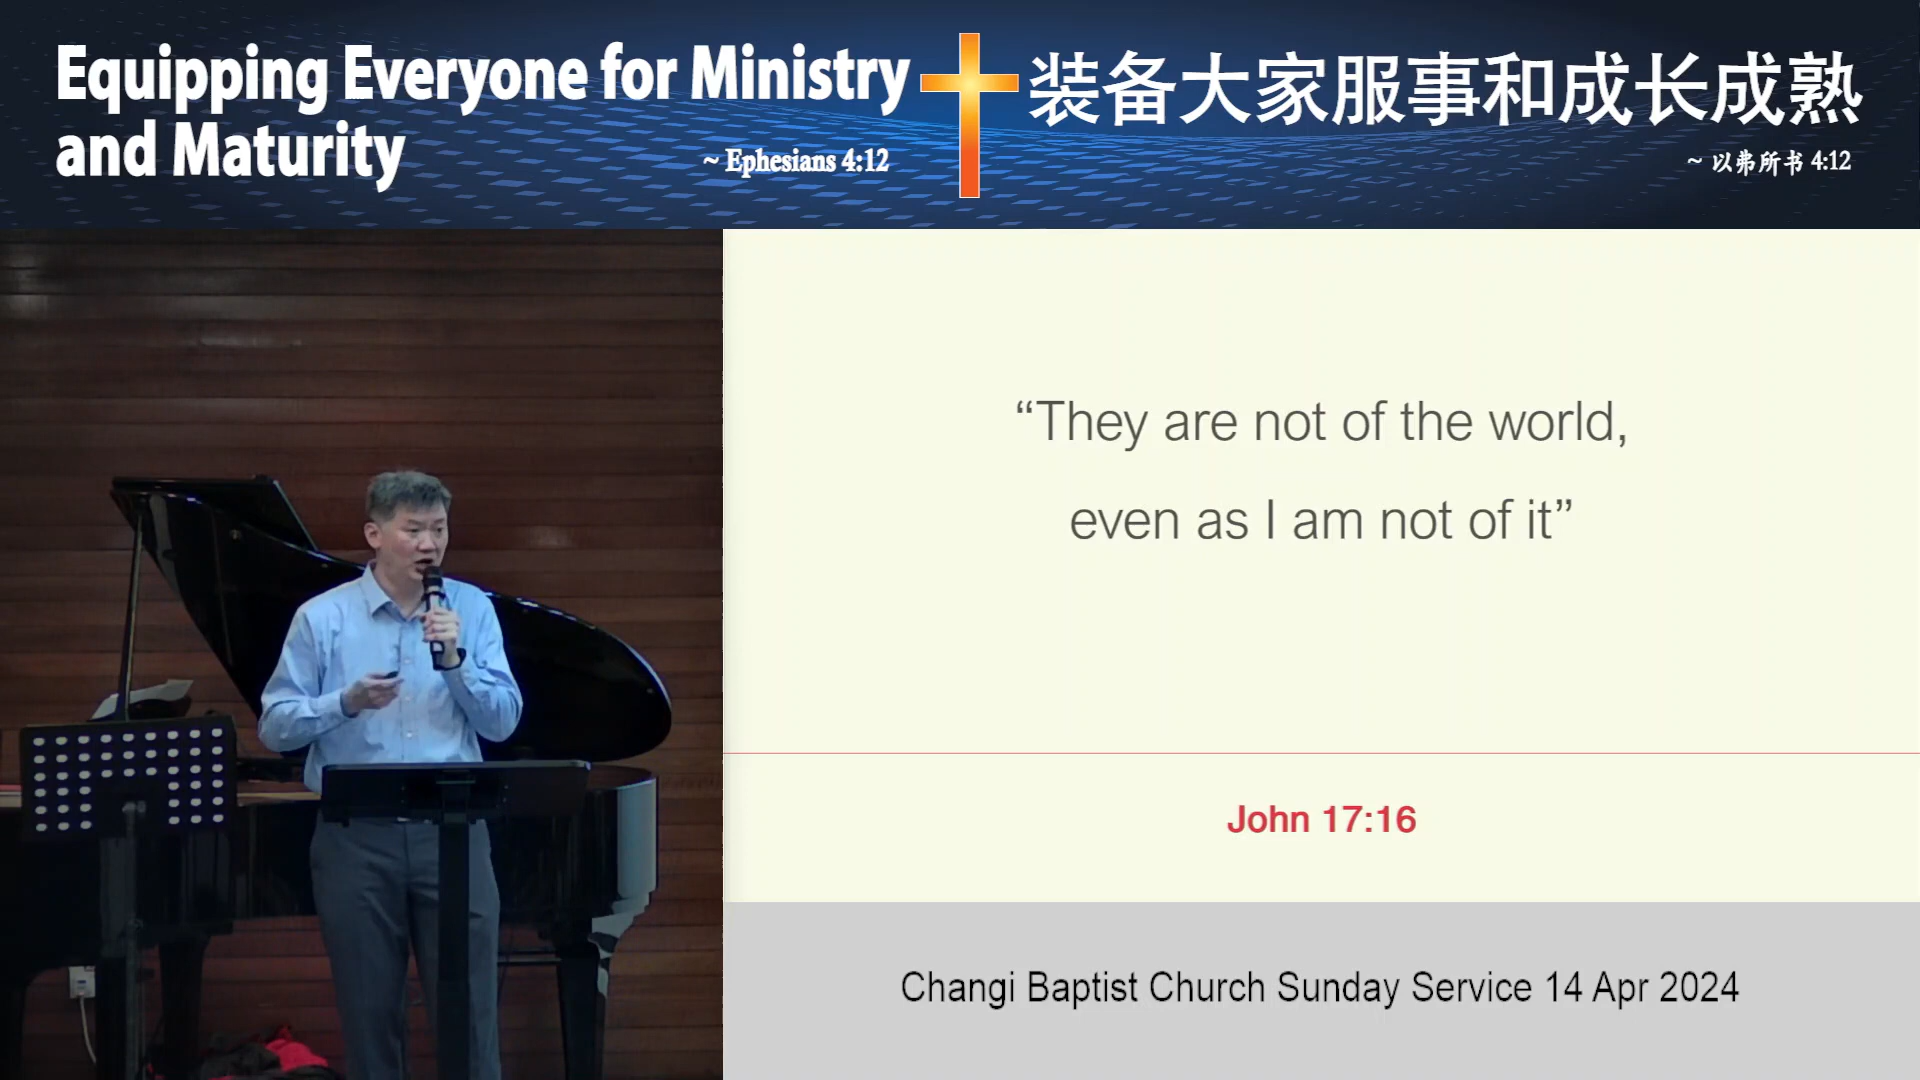 Equipping Everyone for Ministry
and Maturity
~ Ephesians 4:12
装备大家服事和成长成熟
~ 以弗所书 4:12
“They are not of the world,
even as I am not of it”
John 17:16
Changi Baptist Church Sunday Service 14 Apr 2024